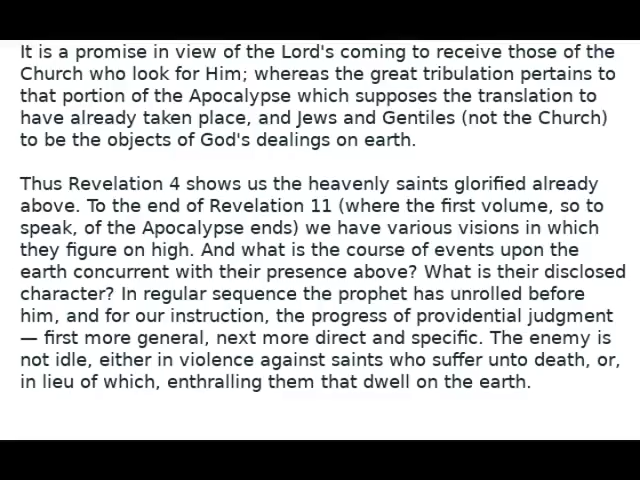 It is a promise in view of the Lord's coming to receive those of the
Church who look for Him; whereas the great tribulation pertains to
that portion of the Apocalypse which supposes the translation to
have already taken place, and Jews and Gentiles (not the Church)
to be the objects of God's dealings on earth.
Thus Revelation 4 shows us the heavenly saints glorified already
above. To the end of Revelation 11 (where the first volume, so to
speak, of the Apocalypse ends) we have various visions in which
they figure on high. And what is the course of events upon the
earth concurrent with their presence above? What is their disclosed
character? In regular sequence the prophet has unrolled before
him, and for our instruction, the progress of providential judgment
— first more general, next more direct and specific. The enemy is
not idle, either in violence against saints who suffer unto death, or,
in lieu of which, enthralling them that dwell on the earth.